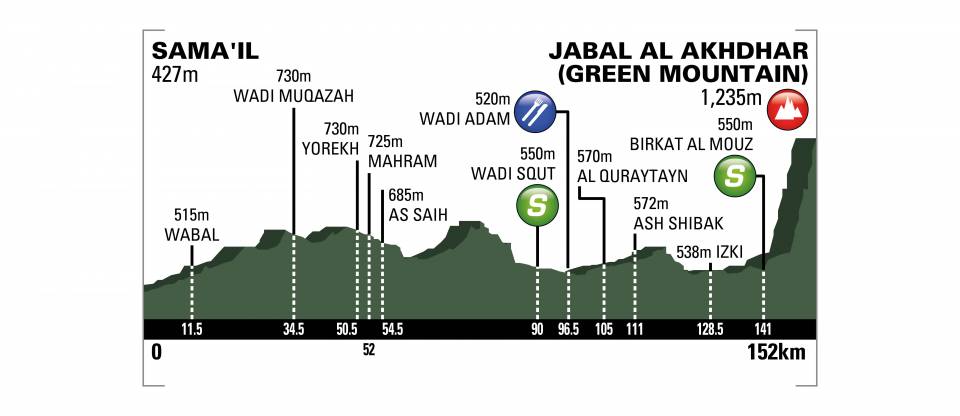 SAMA'IL
427m
730m
WADI MUQAZAH
515m
WABAL
730m
YOREKH
725m
MAHRAM
685m
AS SAIH
520m
WADI ADAM
550m
WADI SQUT
S
570m
AL QURAYTAYN
572m
ASH SHIBAK
538m IZKI
JABAL AL AKHDHAR
(GREEN MOUNTAIN)
1,235m
550m
BIRKAT AL MOUZ
S
11.5 34.5 50.5 54.5 90 96.5 105 111 128.5 141
0 52 152km